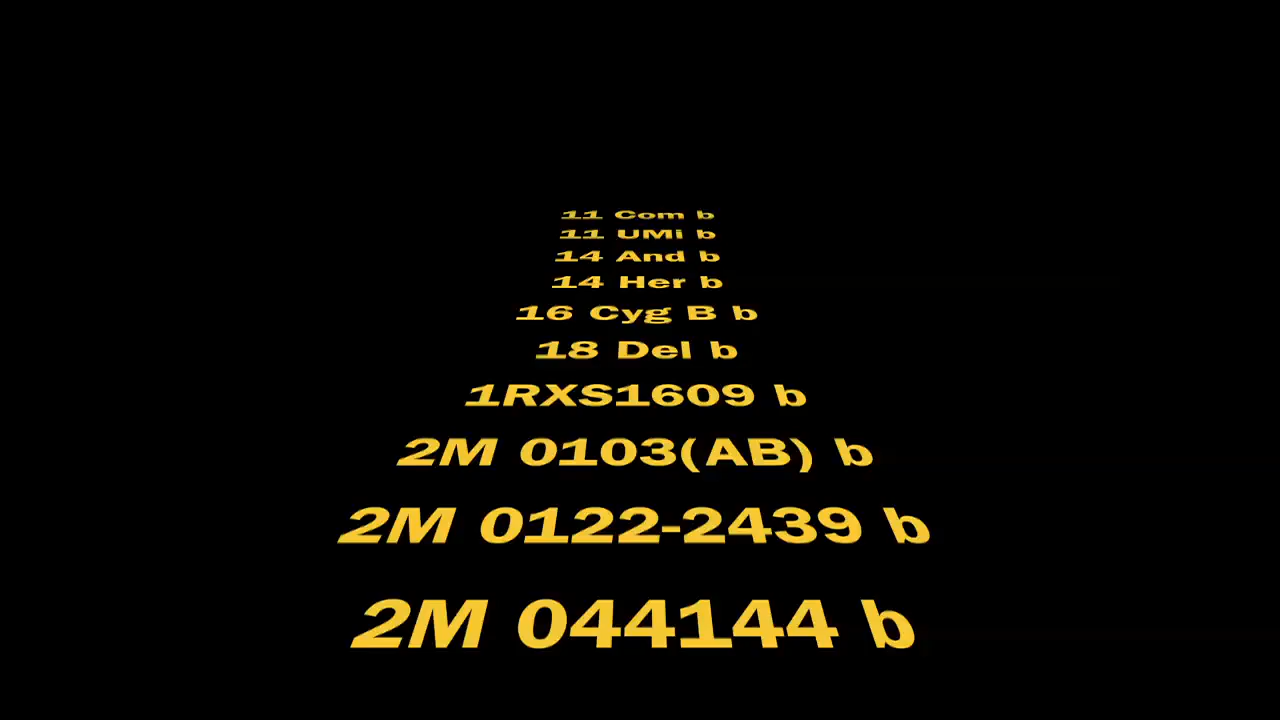 11 Com b
11 UMi b
14 And b
14 Her b
16 Cyg B b
18 Del b
1RXS1609 b
2M 0103(AB) b
2M 0122-2439 b
2M 044144 b